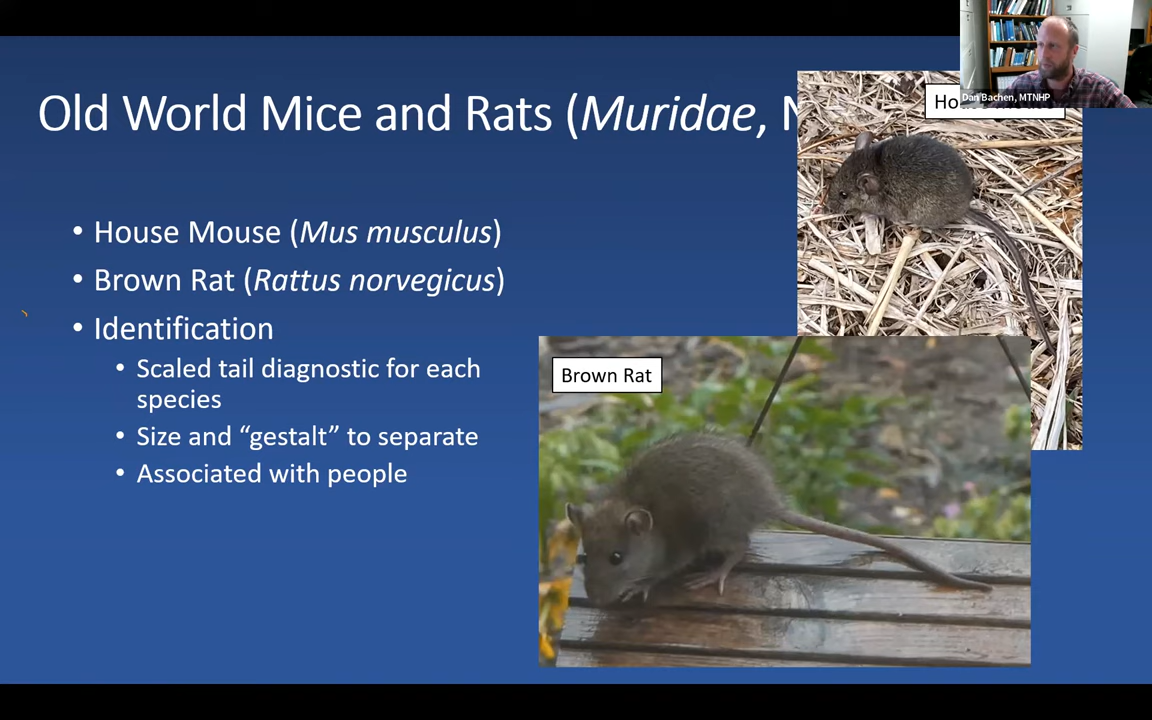 Dan Bachen, MTNHP
Old World Mice and Rats (Muridae,
• House Mouse (Mus musculus)
• Brown Rat (Rattus norvegicus)
• Identification
• Scaled tail diagnostic for each
species
• Size and “gestalt” to separate
• Associated with people
Brown Rat